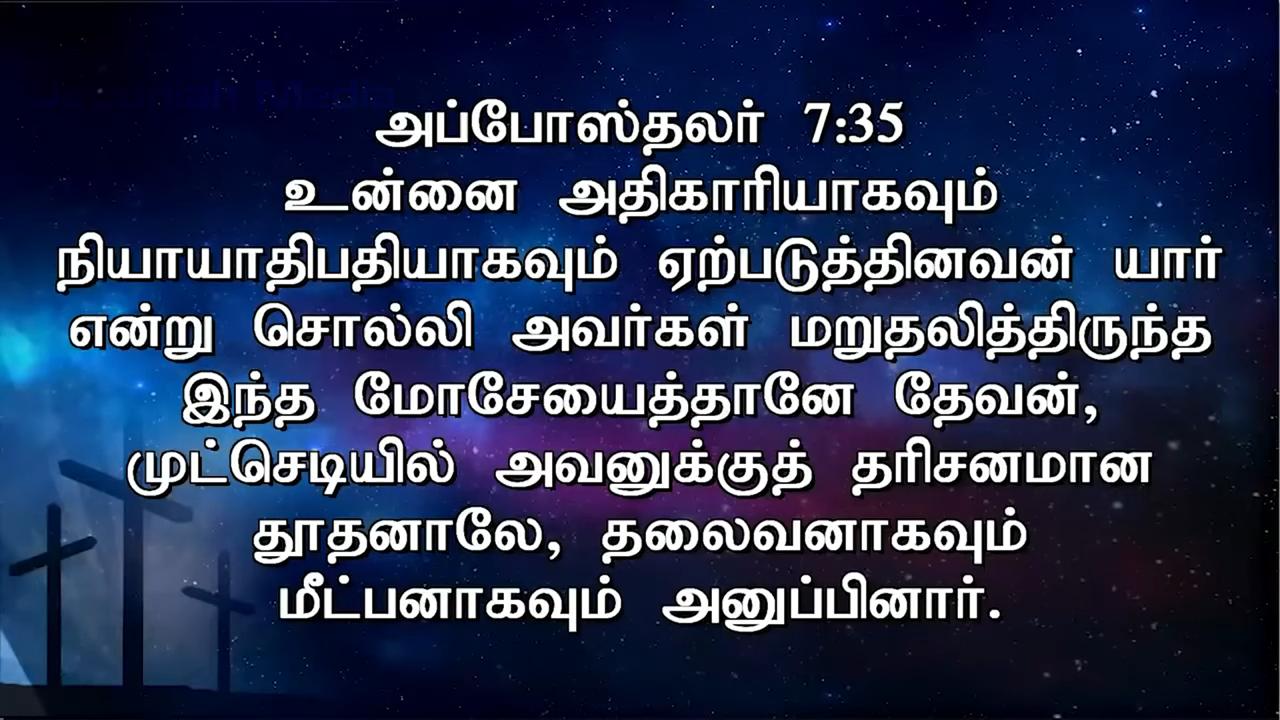 அப்போஸ்தலர் 7:35
உன்னை அதிகாரியாகவும்
நியாயாதிபதியாகவும் ஏற்படுத்தினவன் யார்
என்று சொல்லி அவர்கள் மறுதலித்திருந்த
இந்த மோசேயைத்தானே தேவன்,
முட்செடியில் அவனுக்குத் தரிசனமான
தூதனாலே, தலைவனாகவும்
மீட்பனாகவும் அனுப்பினார்.